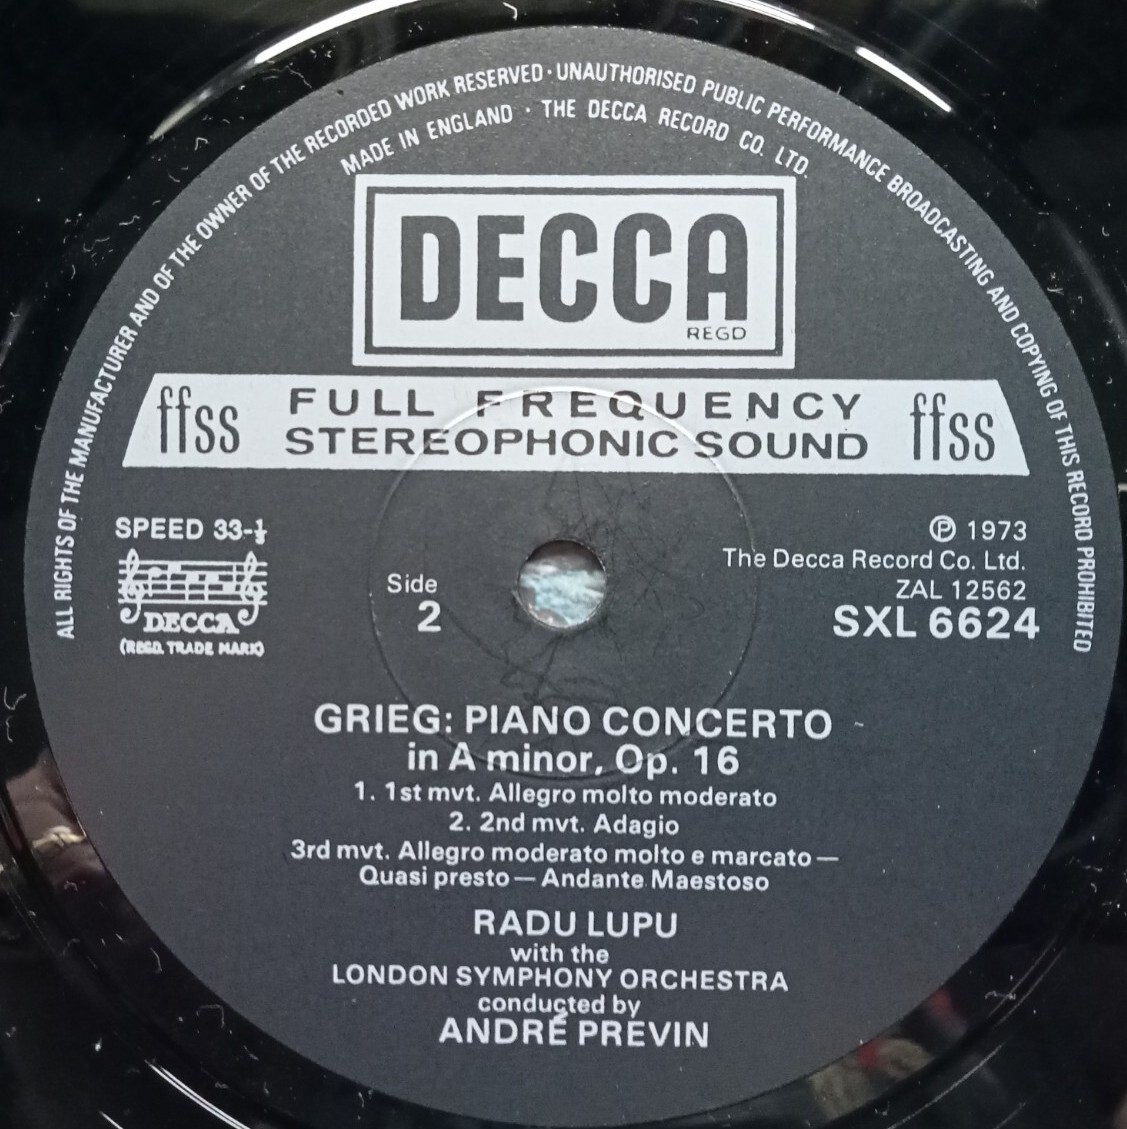 ALL RIGHTS OF THE MANUFACTURER AND OF THE OWNER OF THE RECORDED WORK RESERVED · UNAUTHORISED PUBLIC PERFORMANCE BROADCASTING AND COPYING OF THIS RECORD PROHIBITED
MADE IN ENGLAND · THE DECCA RECORD CO. LTD.
DECCA
REGD
ffss FULL FREQUENCY STEREOPHONIC SOUND ffss
SPEED 33-⅓
DECCA
(REGD. TRADE MARK)
Side
2
℗ 1973
The Decca Record Co. Ltd.
ZAL 12562
SXL 6624
GRIEG: PIANO CONCERTO
in A minor, Op. 16
1. 1st mvt. Allegro molto moderato
2. 2nd mvt. Adagio
3rd mvt. Allegro moderato molto e marcato —
Quasi presto — Andante Maestoso
RADU LUPU
with the
LONDON SYMPHONY ORCHESTRA
conducted by
ANDRÉ PREVIN